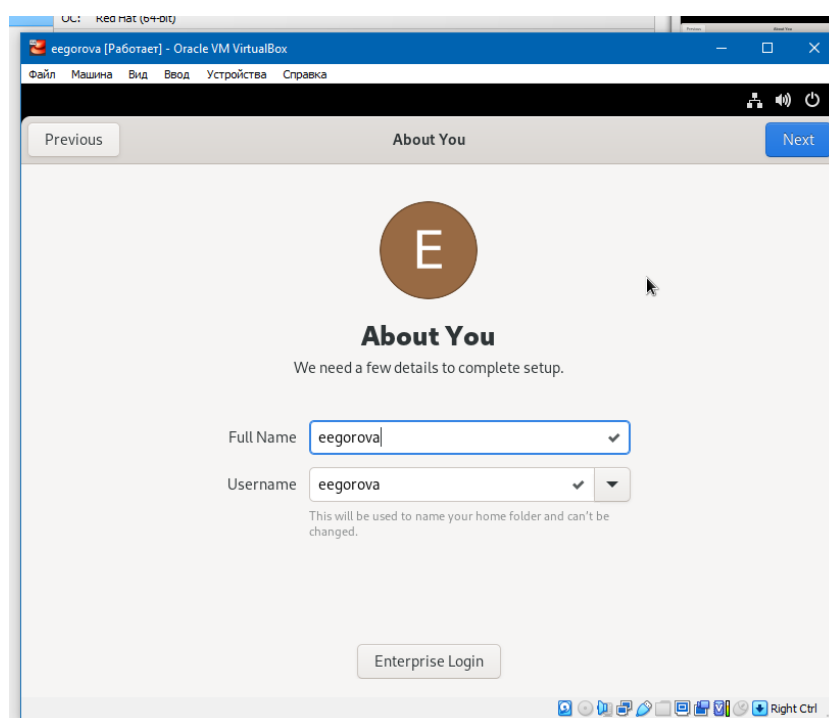 ОС: Red Hat (64-bit)
eegorova [Работает] - Oracle VM VirtualBox
Файл Машина Вид Ввод Устройства Справка
Previous About You Next
E
About You
We need a few details to complete setup.
Full Name eegorova
Username eegorova
This will be used to name your home folder and can't be
changed.
Enterprise Login
Right Ctrl